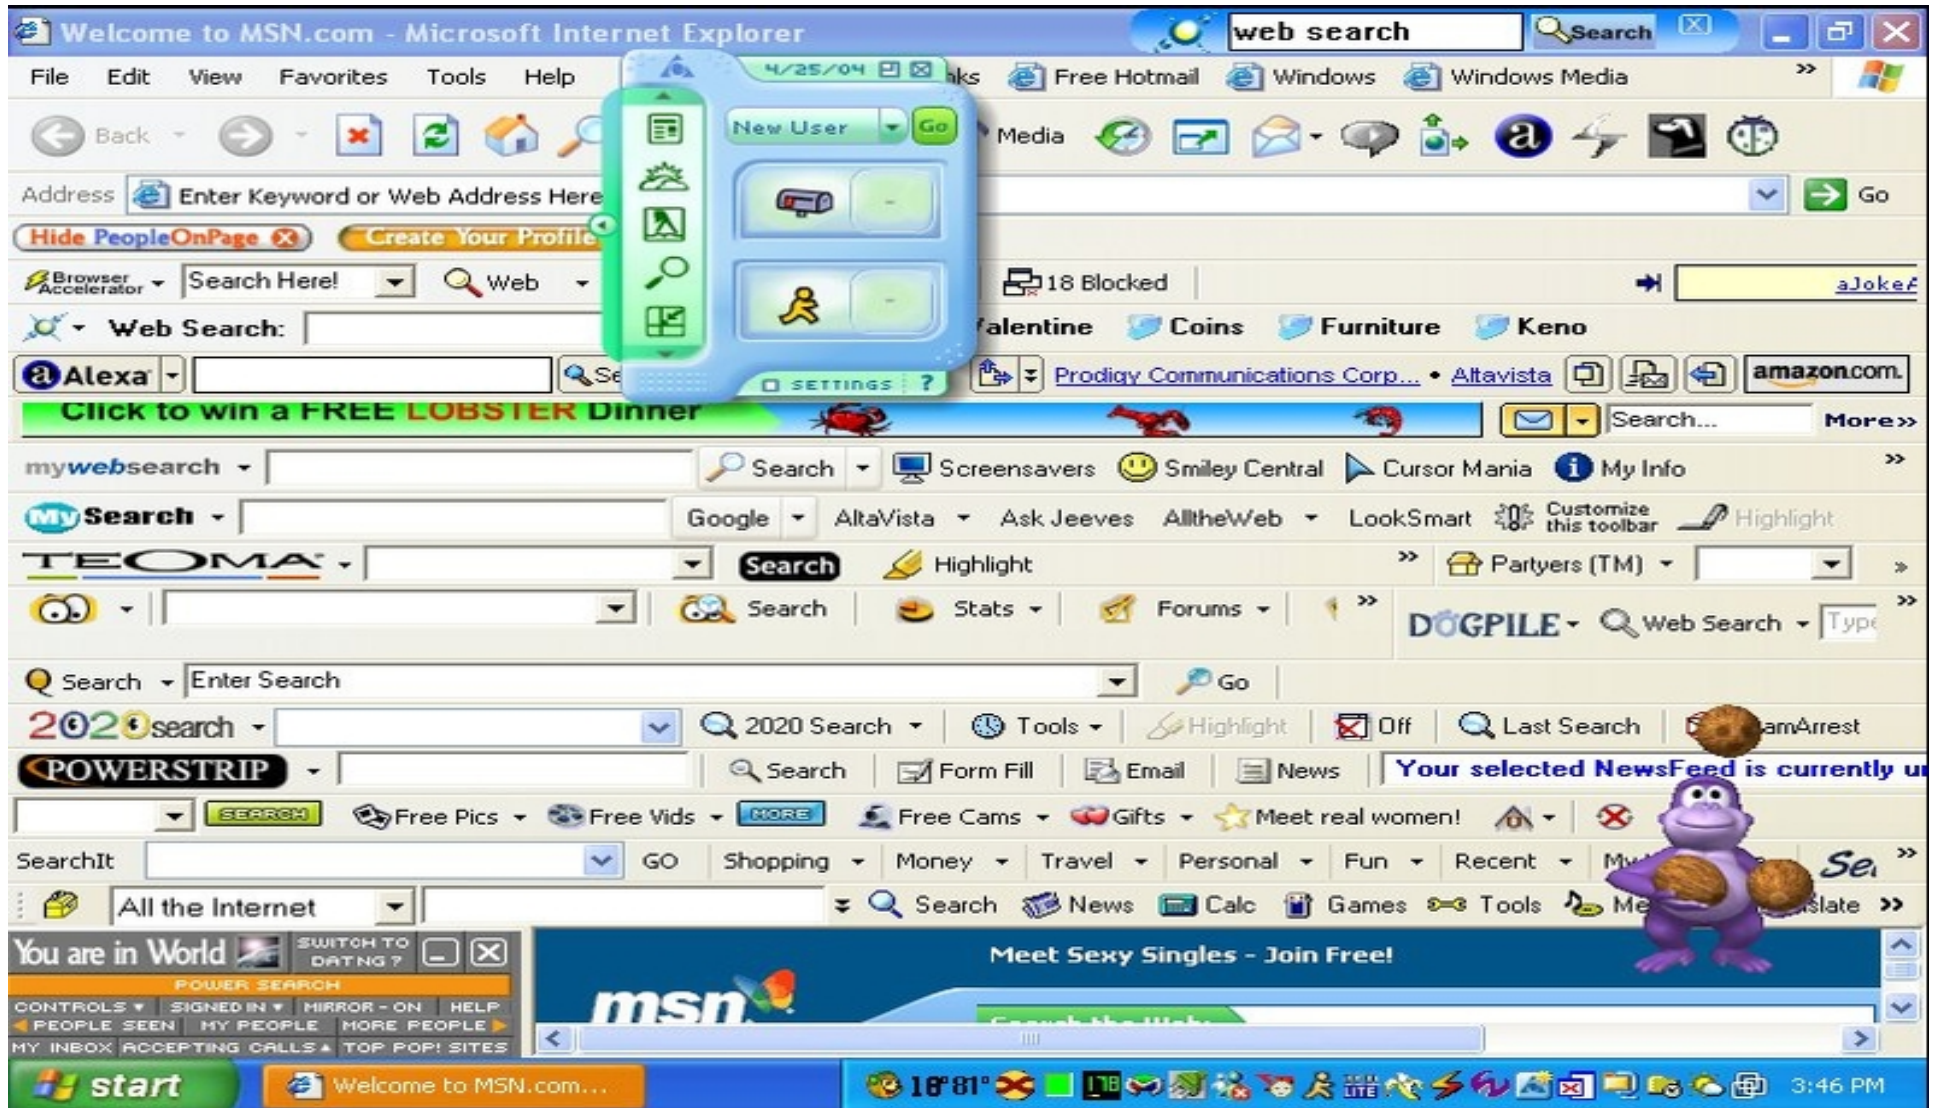 Welcome to MSN.com - Microsoft Internet Explorer web search Search
File Edit View Favorites Tools Help 4/25/04 Free Hotmail Windows Windows Media »
Back New User Go Media
Address Enter Keyword or Web Address Here Go
Hide PeopleOnPage Create Your Profile
Browser Accelerator Search Here! Web 18 Blocked
Web Search: Coins Furniture Keno
a Alexa Prodigy Communications Corp... • Altavista amazon.com.
SETTINGS ?
Click to win a FREE LOBSTER Dinner Search... More»
mywebsearch Search Screensavers Smiley Central Cursor Mania My Info »
My Search Google AltaVista Ask Jeeves AlltheWeb LookSmart Customize this toolbar Highlight
TEOMA Search Highlight » Partyers (TM) »
Search Stats Forums » DOGPILE Web Search »
Search Enter Search Go
2020search 2020 Search Tools Highlight Off Last Search
POWERSTRIP Search Form Fill Email News Your selected NewsFeed is currently
SEARCH Free Pics Free Vids MORE Free Cams Gifts Meet real women!
SearchIt GO Shopping Money Travel Personal Fun Recent »
All the Internet Search News Calc Games Tools »
You are in World SWITCH TO DATNG?
POWER SEARCH
CONTROLS SIGNED IN MIRROR-ON HELP
PEOPLE SEEN MY PEOPLE MORE PEOPLE
MY INBOX ACCEPTING CALLS TOP POP! SITES
Meet Sexy Singles - Join Free!
msn
start Welcome to MSN.com... 81° 3:46 PM